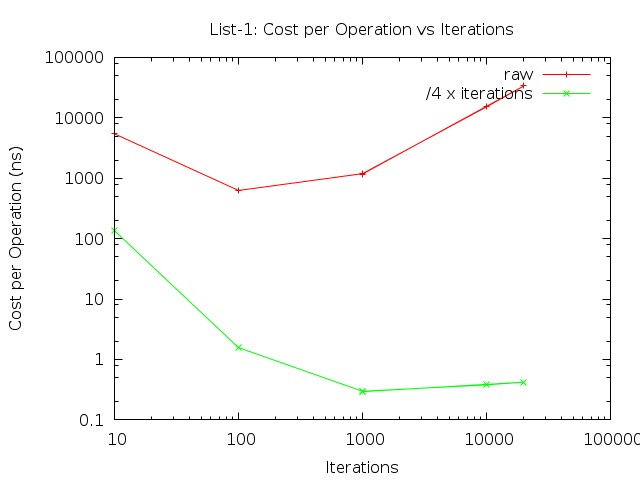 List-1: Cost per Operation vs Iterations
raw
/4 x iterations
Cost per Operation (ns)
100000
10000
1000
100
10
1
0.1
10 100 1000 10000 100000
Iterations